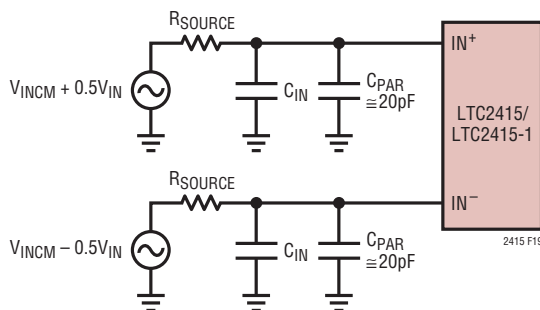 RSOURCE
VINCM + 0.5VIN
CIN
CPAR
≅20pF
IN+
LTC2415/
LTC2415-1
RSOURCE
VINCM – 0.5VIN
CIN
CPAR
≅20pF
IN–
2415 F19